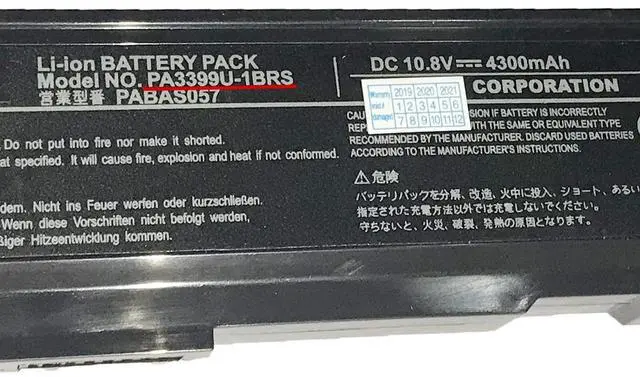 Li-ion BATTERY PACK
Model NO. PA3399U-1BRS
営業型番 PABAS057
DC 10.8V⎓4300mAh
CORPORATION
Warranty 2019 2020 2021
void if 1 2 3 4 5 6
damaged 7 8 9 10 11 12
Do not put into fire nor make it shorted.
at specified. It will cause fire, explosion and heat if not conformed.
dem. Nicht ins Feuer werfen oder kurzschließen.
Wenn diese Vorschriften nicht befolgt werden,
ßiger Hitzeentwicklung kommen.
SION IF BATTERY IS INCORRECTLY
WITH THE SAME OR EQUIVALENT TYPE
RECOMMENDED BY THE MANUFACTURER. DISCARD USED BATTERIES
ACCORDING TO THE MANUFACTURER'S INSTRUCTIONS.
⚠危険
バッテリパックを分解、改造、火中に投入、ショート、あるい
指定された充電方法以外では充電しないでください。
守らないと、火災、破裂、発熱の原因となります。